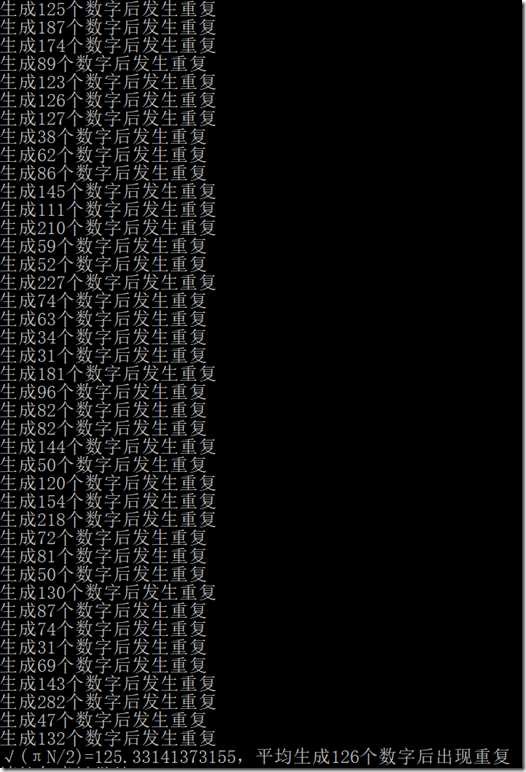 生成125个数字后发生重复
生成187个数字后发生重复
生成174个数字后发生重复
生成89个数字后发生重复
生成123个数字后发生重复
生成126个数字后发生重复
生成127个数字后发生重复
生成38个数字后发生重复
生成62个数字后发生重复
生成86个数字后发生重复
生成145个数字后发生重复
生成111个数字后发生重复
生成210个数字后发生重复
生成59个数字后发生重复
生成52个数字后发生重复
生成227个数字后发生重复
生成74个数字后发生重复
生成63个数字后发生重复
生成34个数字后发生重复
生成31个数字后发生重复
生成181个数字后发生重复
生成96个数字后发生重复
生成82个数字后发生重复
生成82个数字后发生重复
生成144个数字后发生重复
生成50个数字后发生重复
生成120个数字后发生重复
生成154个数字后发生重复
生成218个数字后发生重复
生成72个数字后发生重复
生成81个数字后发生重复
生成50个数字后发生重复
生成130个数字后发生重复
生成87个数字后发生重复
生成74个数字后发生重复
生成31个数字后发生重复
生成69个数字后发生重复
生成143个数字后发生重复
生成282个数字后发生重复
生成47个数字后发生重复
生成132个数字后发生重复
√(πN/2)=125.33141373155，平均生成126个数字后出现重复